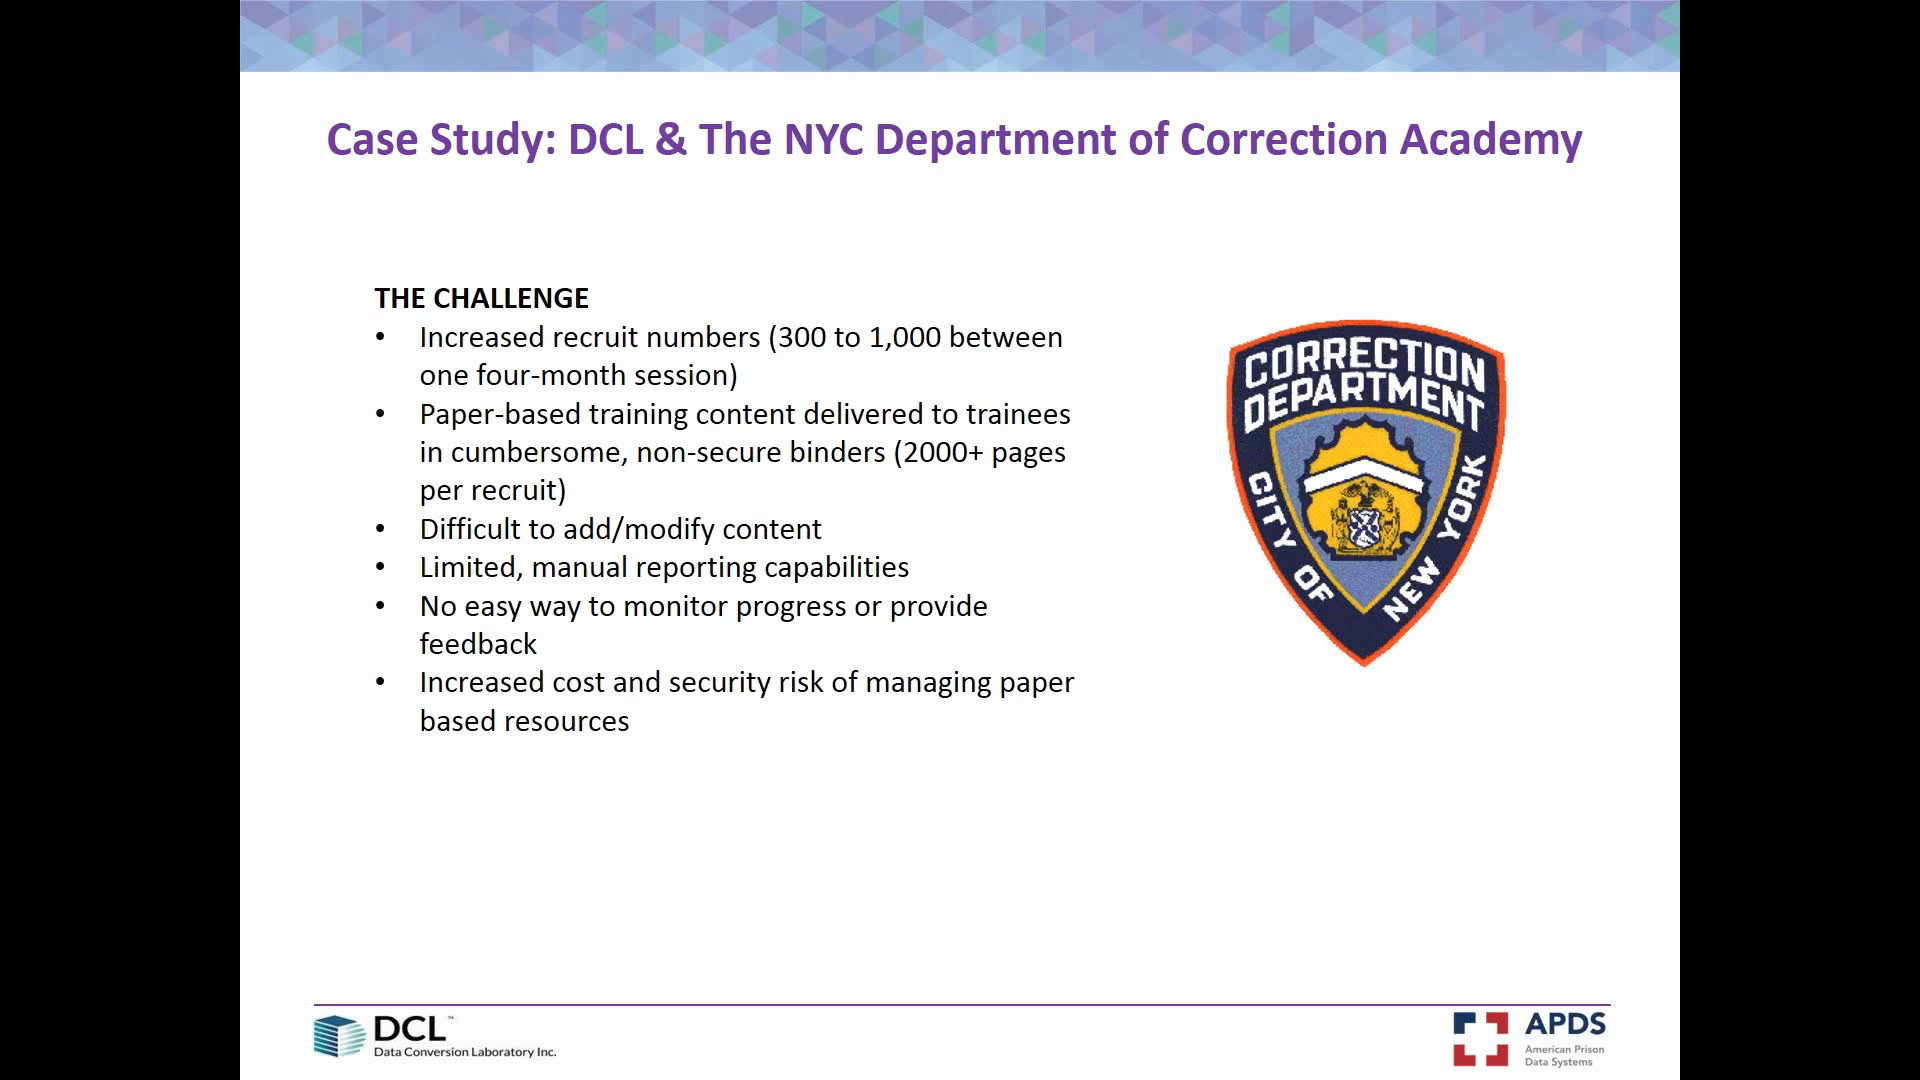 Case Study: DCL & The NYC Department of Correction Academy
THE CHALLENGE
• Increased recruit numbers (300 to 1,000 between
one four-month session)
• Paper-based training content delivered to trainees
in cumbersome, non-secure binders (2000+ pages
per recruit)
• Difficult to add/modify content
• Limited, manual reporting capabilities
• No easy way to monitor progress or provide
feedback
• Increased cost and security risk of managing paper
based resources
CORRECTION
DEPARTMENT
CITY OF
NEW YORK
DCL™
Data Conversion Laboratory Inc.
APDS
American Prison
Data Systems